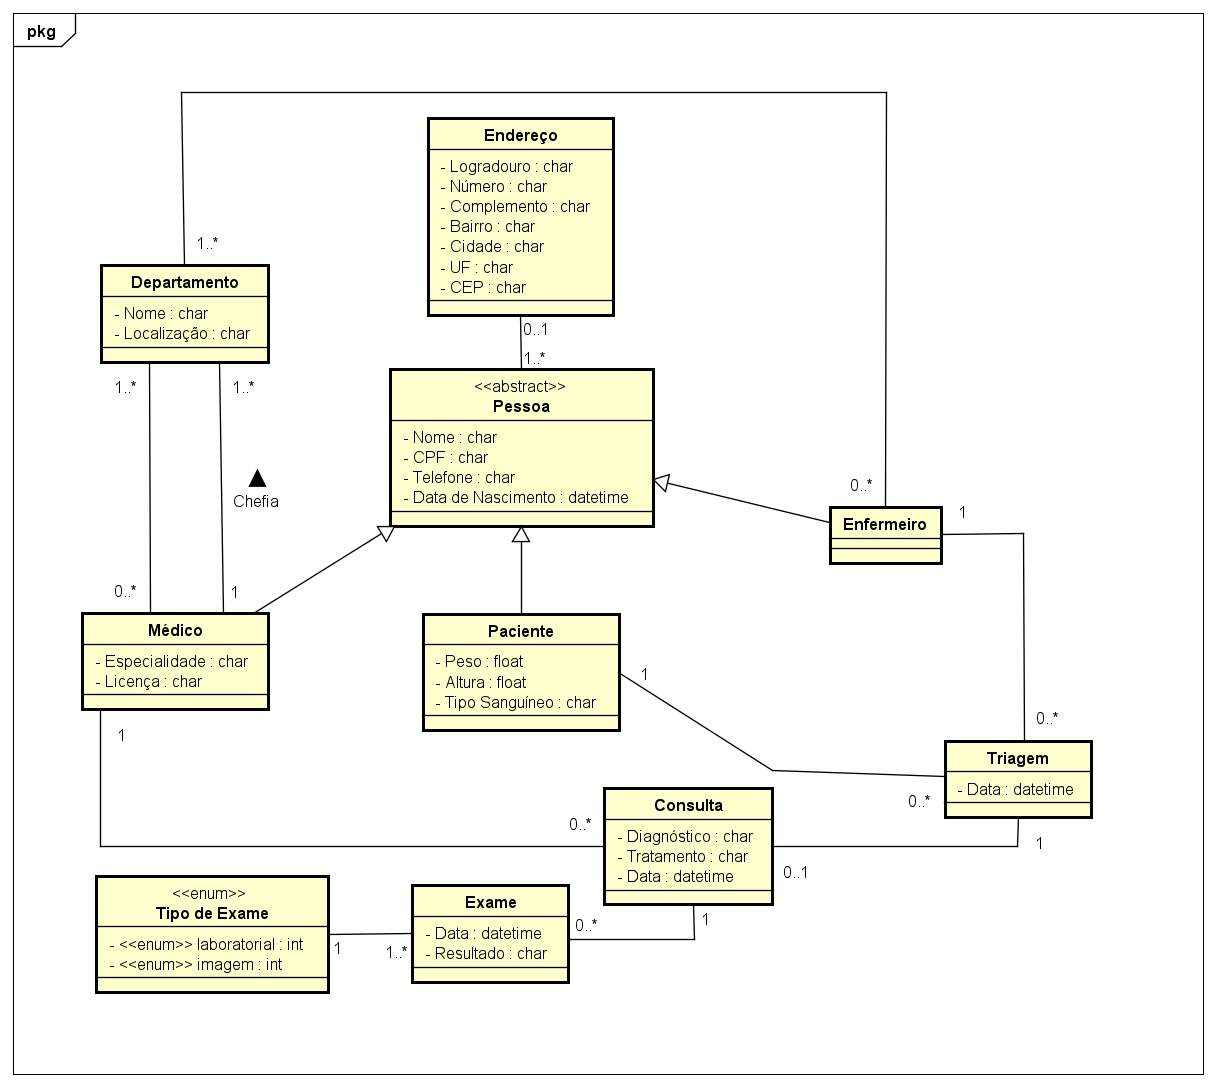 pkg
Endereço
- Logradouro : char
- Número : char
- Complemento : char
- Bairro : char
- Cidade : char
- UF : char
- CEP : char
1..*
Departamento
- Nome : char
- Localização : char
0..1
1..*
1..*
1..*
<<abstract>>
Pessoa
- Nome : char
- CPF : char
- Telefone : char
- Data de Nascimento : datetime
Chefia
0..*
Enfermeiro
1
0..*
1
Médico
- Especialidade : char
- Licença : char
Paciente
- Peso : float
- Altura : float
- Tipo Sanguíneo : char
1
0..*
1
Triagem
- Data : datetime
0..*
Consulta
- Diagnóstico : char
- Tratamento : char
- Data : datetime
0..*
1
0..1
<<enum>>
Tipo de Exame
- <<enum>> laboratorial : int
- <<enum>> imagem : int
Exame
- Data : datetime
- Resultado : char
0..*
1
1
1..*